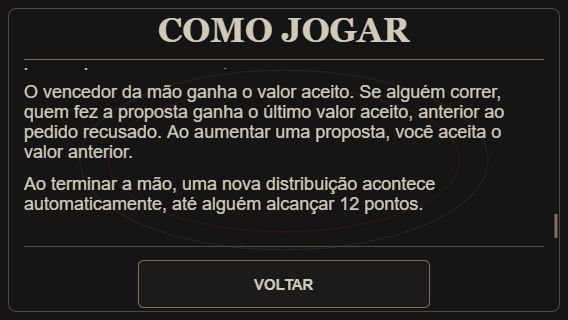 COMO JOGAR
O vencedor da mão ganha o valor aceito. Se alguém correr,
quem fez a proposta ganha o último valor aceito, anterior ao
pedido recusado. Ao aumentar uma proposta, você aceita o
valor anterior.
Ao terminar a mão, uma nova distribuição acontece
automaticamente, até alguém alcançar 12 pontos.
VOLTAR